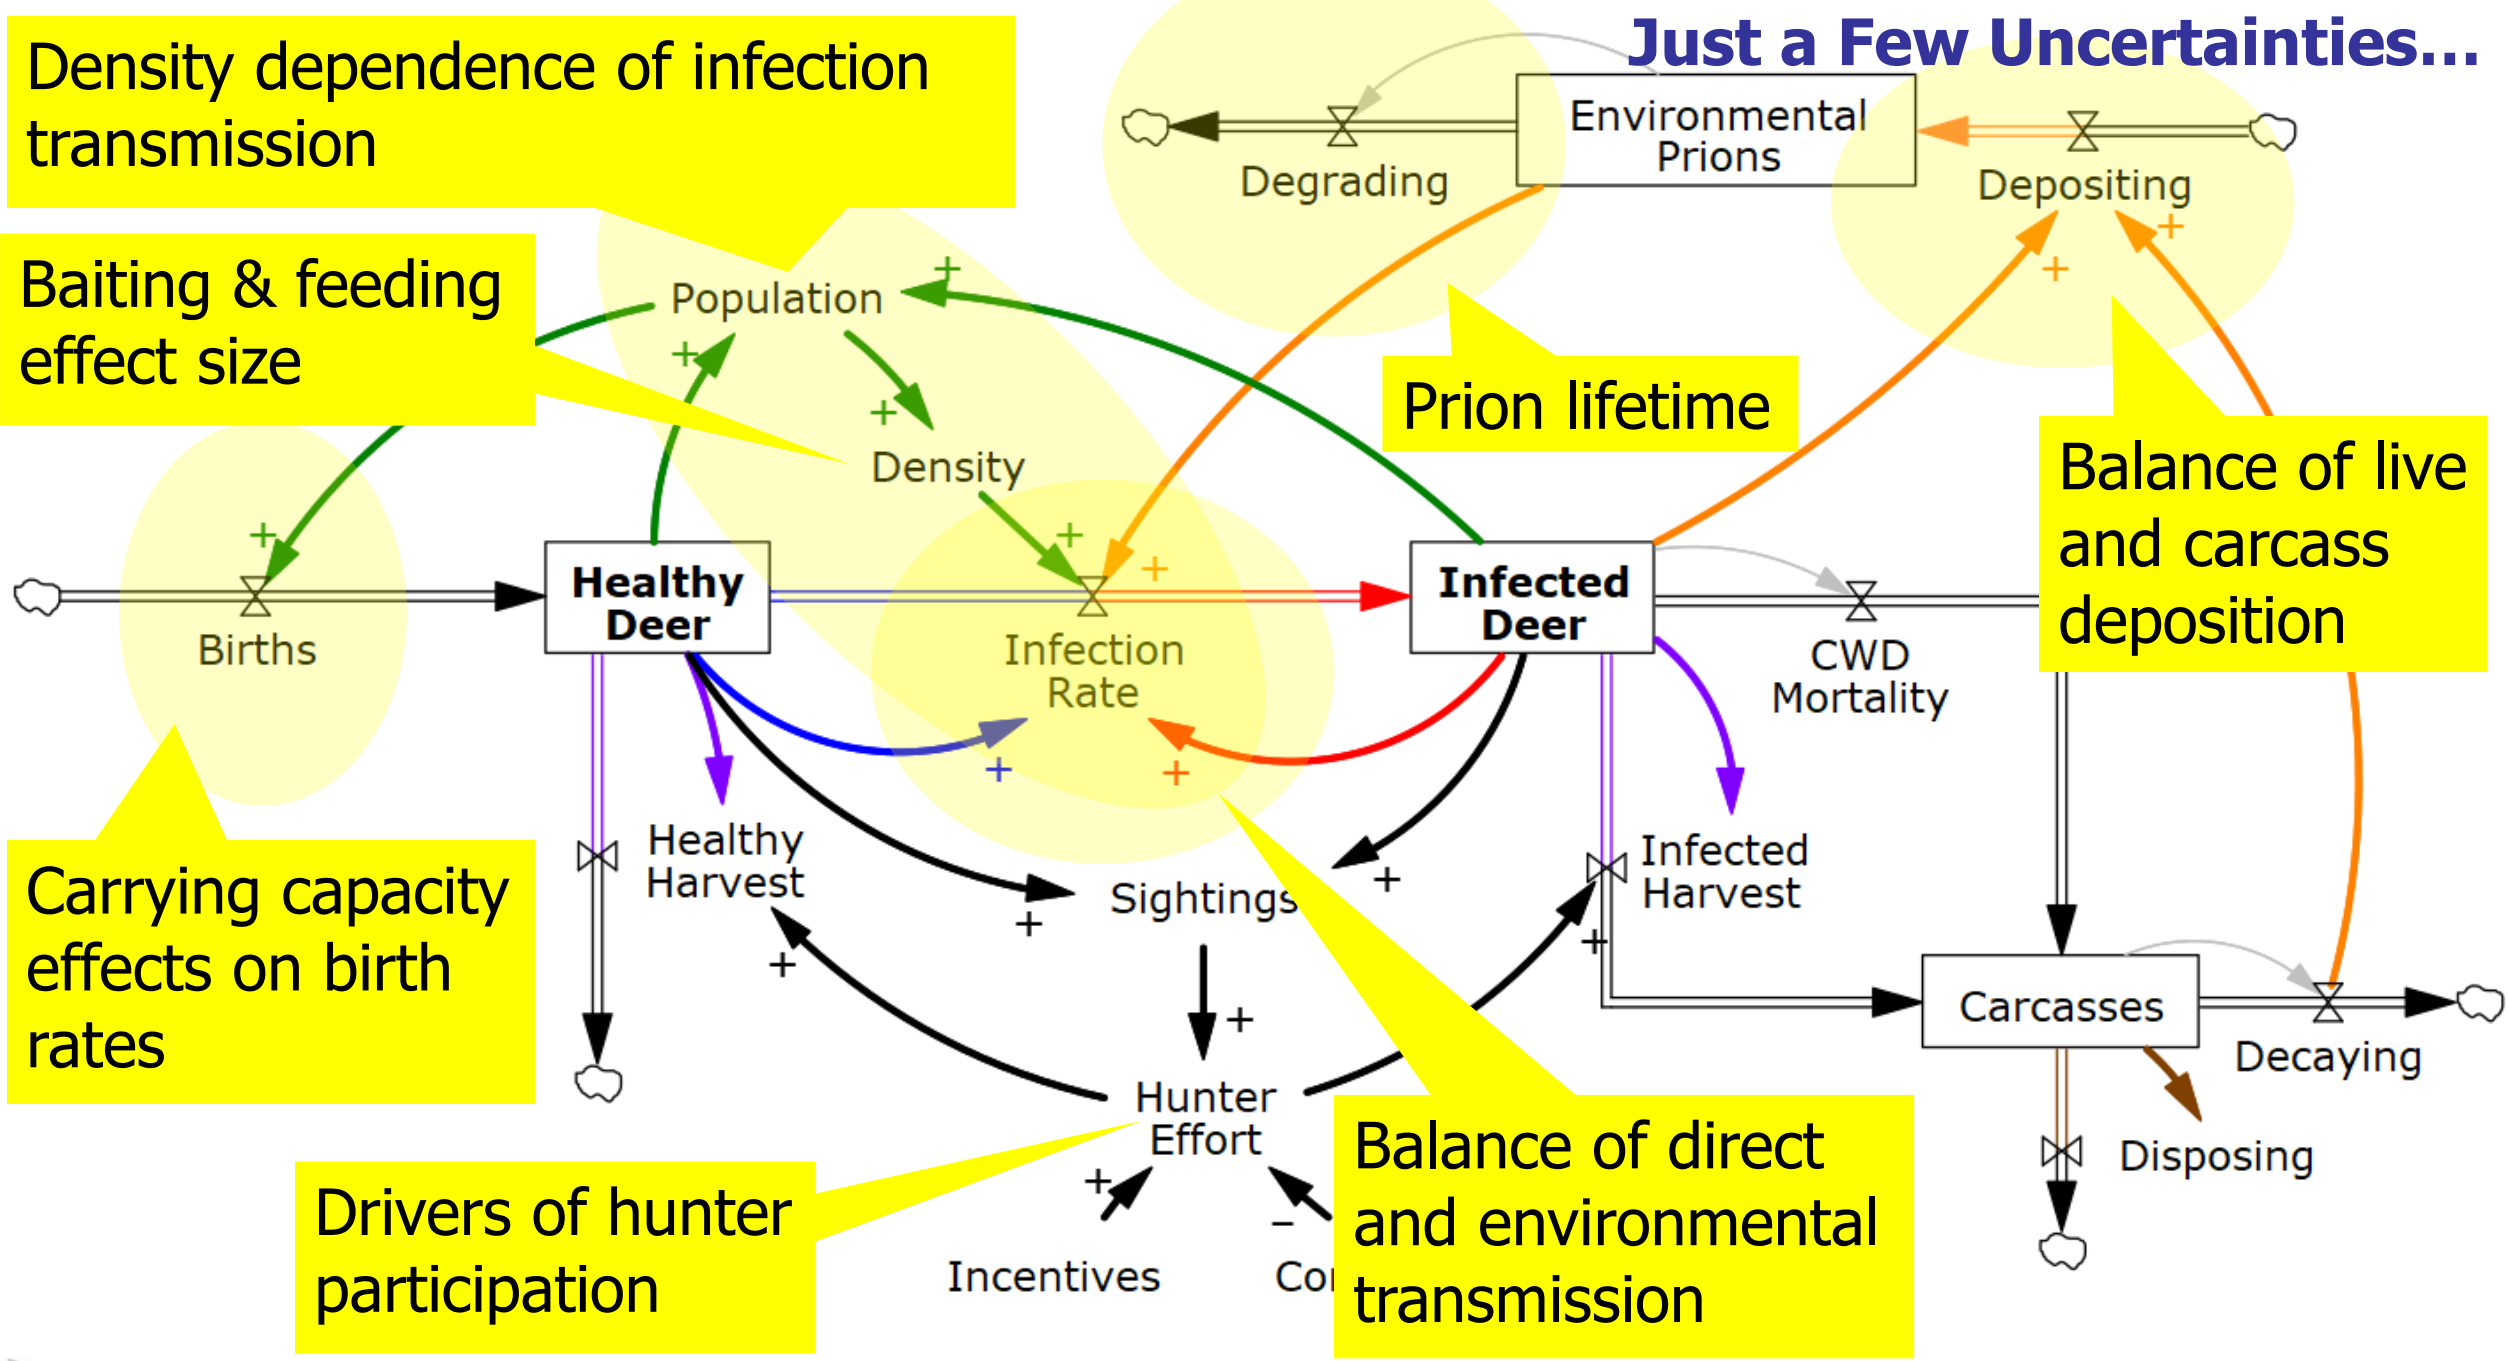 Just a Few Uncertainties...
Density dependence of infection
transmission
Environmental
Prions
Degrading
Depositing
+
+
Baiting & feeding
effect size
+
Population
+
+
Prion lifetime
Density
Balance of live
and carcass
deposition
+
+
+
Healthy
Deer
Infected
Deer
Births
Infection
Rate
CWD
Mortality
+
+
Healthy
Harvest
Infected
Harvest
Sightings
+
+
+
+
Carrying capacity
effects on birth
rates
Carcasses
+
Decaying
Hunter
Effort
Balance of direct
and environmental
transmission
Disposing
Drivers of hunter
participation
+
–
Incentives